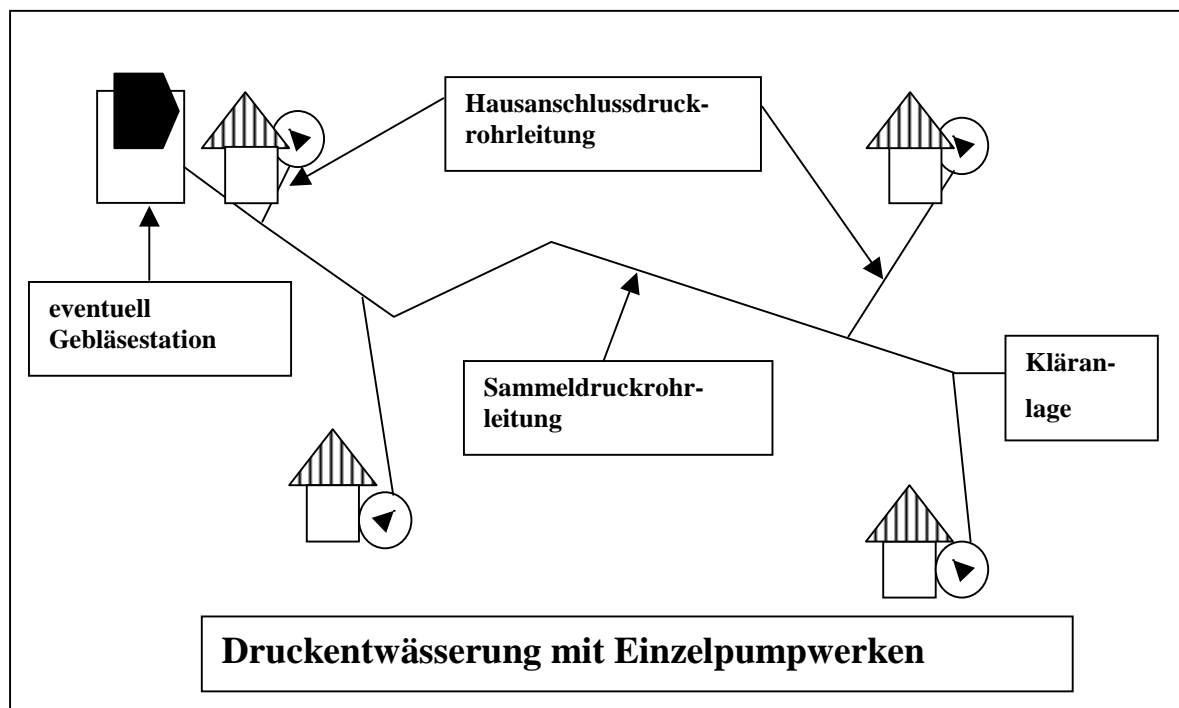 Hausanschlussdruck-
rohrleitung
eventuell
Gebläsestation
Sammeldruckrohr-
leitung
Kläran-
lage
Druckentwässerung mit Einzelpumpwerken